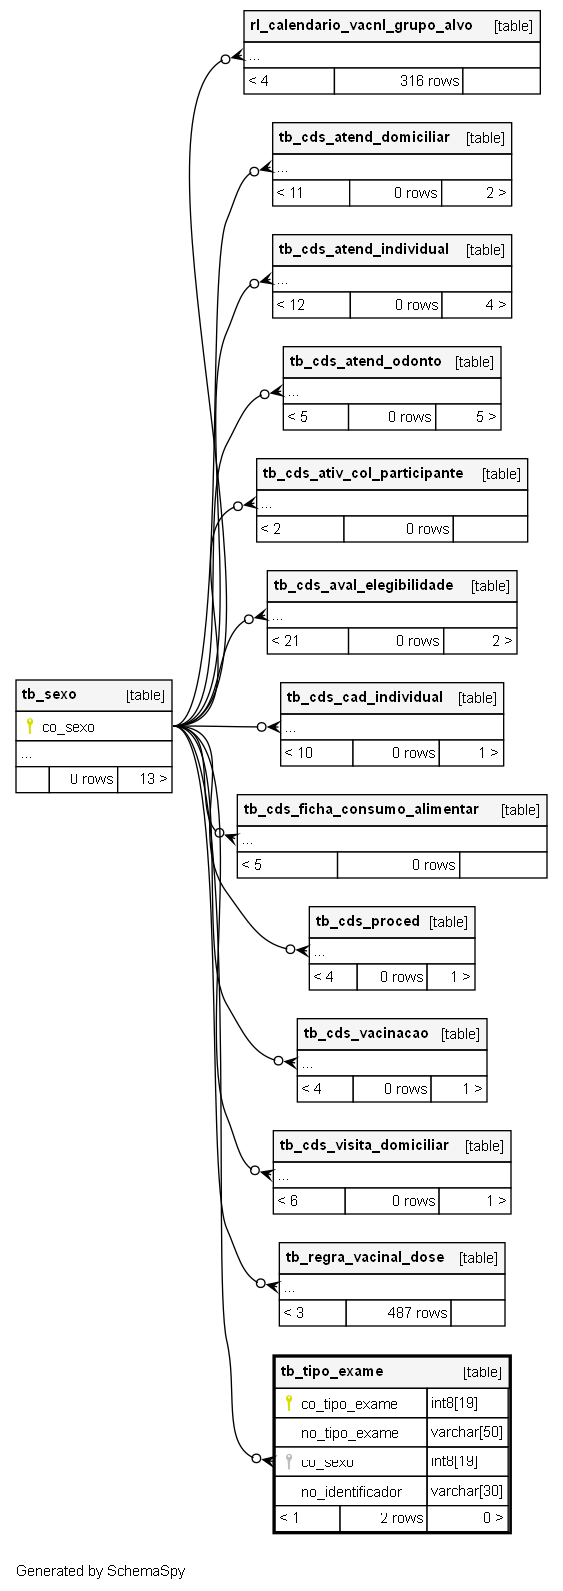 rl_calendario_vacnl_grupo_alvo [table]
...
< 4 316 rows
tb_cds_atend_domiciliar [table]
...
< 11 0 rows 2 >
tb_cds_atend_individual [table]
...
< 12 0 rows 4 >
tb_cds_atend_odonto [table]
...
< 5 0 rows 5 >
tb_cds_ativ_col_participante [table]
...
< 2 0 rows
tb_cds_aval_elegibilidade [table]
...
< 21 0 rows 2 >
tb_sexo [table]
co_sexo
...
0 rows 13 >
tb_cds_cad_individual [table]
...
< 10 0 rows 1 >
tb_cds_ficha_consumo_alimentar [table]
...
< 5 0 rows
tb_cds_proced [table]
...
< 4 0 rows 1 >
tb_cds_vacinacao [table]
...
< 4 0 rows 1 >
tb_cds_visita_domiciliar [table]
...
< 6 0 rows 1 >
tb_regra_vacinal_dose [table]
...
< 3 487 rows
tb_tipo_exame [table]
co_tipo_exame int8[19]
no_tipo_exame varchar[50]
co_sexo int8[19]
no_identificador varchar[30]
< 1 2 rows 0 >
Generated by SchemaSpy